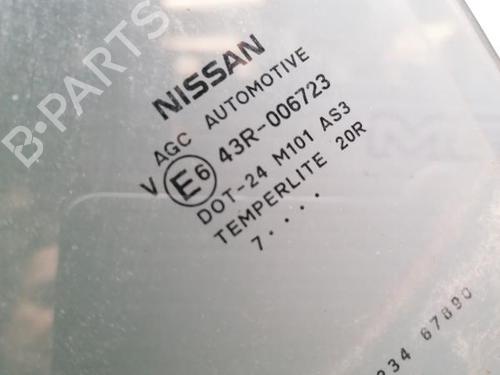 NISSAN
AGC AUTOMOTIVE
V E6 43R-006723
DOT-24 M101 AS3
TEMPERLITE 20R
7....
234 67890
B-PARTS